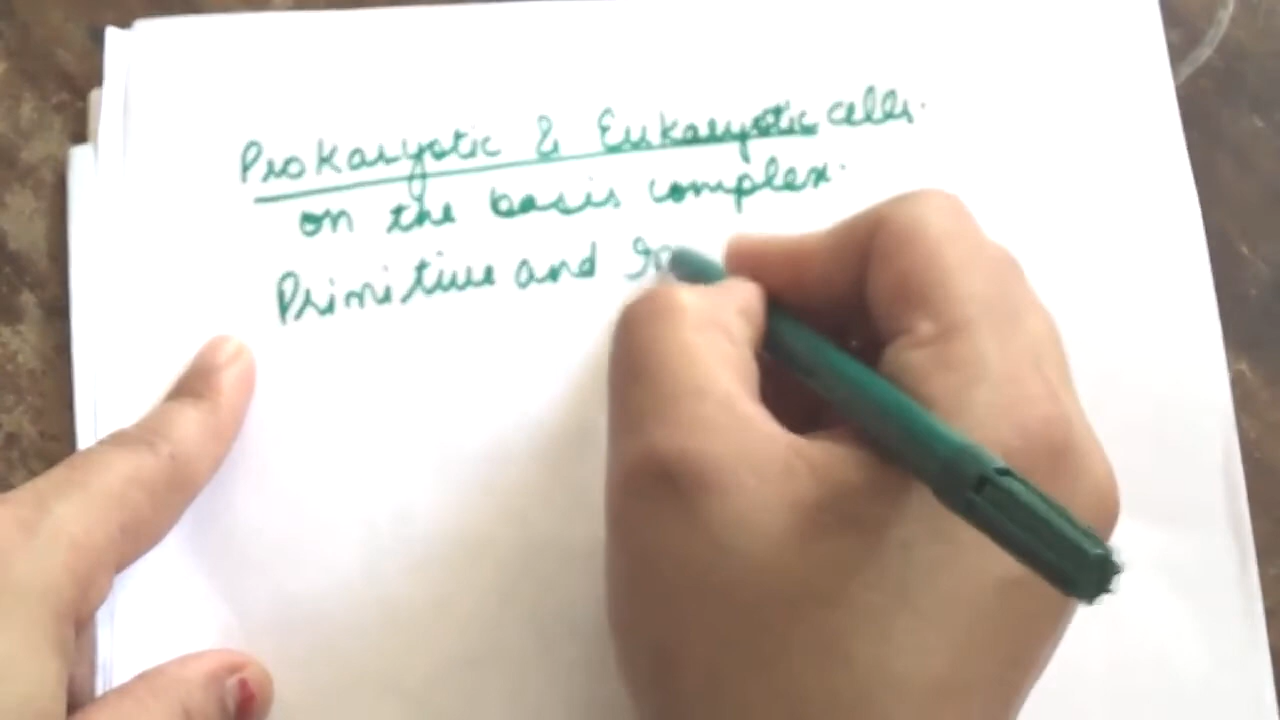 Prokaryotic & Eukaryotic cells.
on the basis complex.
Primitive and